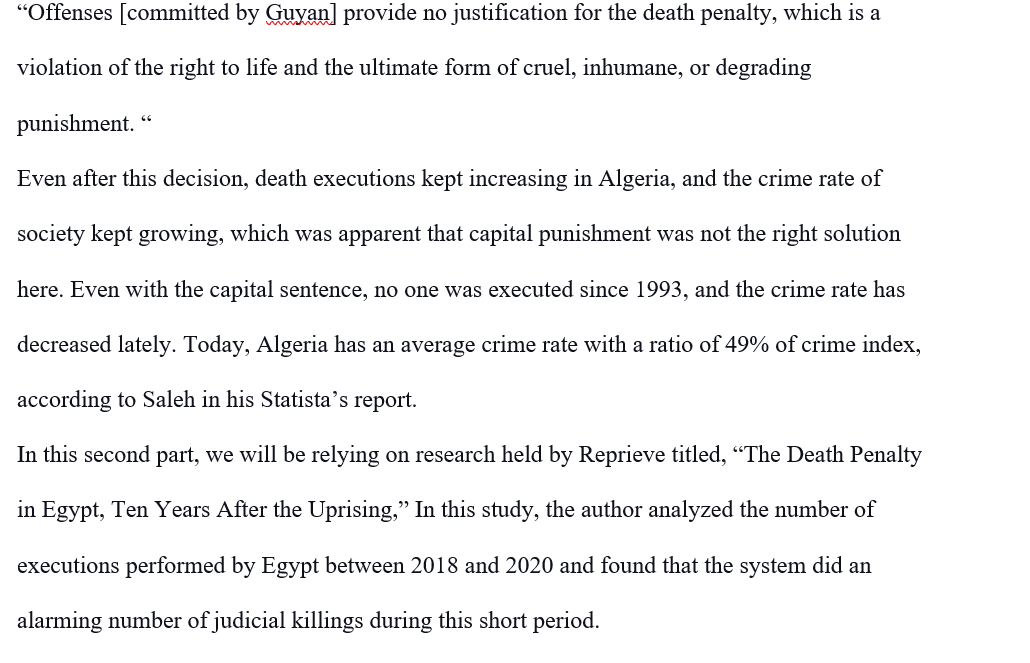 “Offenses [committed by Guyan] provide no justification for the death penalty, which is a
violation of the right to life and the ultimate form of cruel, inhumane, or degrading
punishment. “
Even after this decision, death executions kept increasing in Algeria, and the crime rate of
society kept growing, which was apparent that capital punishment was not the right solution
here. Even with the capital sentence, no one was executed since 1993, and the crime rate has
decreased lately. Today, Algeria has an average crime rate with a ratio of 49% of crime index,
according to Saleh in his Statista’s report.
In this second part, we will be relying on research held by Reprieve titled, “The Death Penalty
in Egypt, Ten Years After the Uprising,” In this study, the author analyzed the number of
executions performed by Egypt between 2018 and 2020 and found that the system did an
alarming number of judicial killings during this short period.